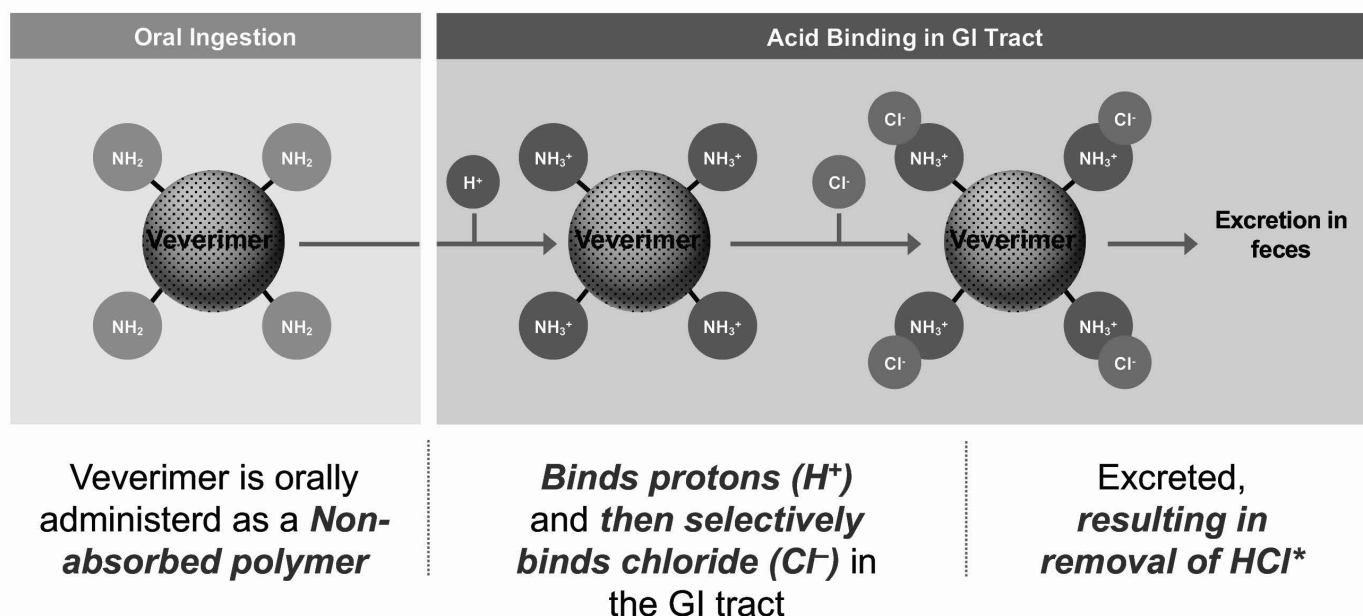 Oral Ingestion
Acid Binding in GI Tract
NH₂
NH₂
Veverimer
NH₂
NH₂
H⁺
NH₃⁺
NH₃⁺
Veverimer
NH₃⁺
NH₃⁺
Cl⁻
Cl⁻
NH₃⁺
Cl⁻
NH₃⁺
Veverimer
NH₃⁺
Cl⁻
NH₃⁺
Cl⁻
Excretion in
feces
Veverimer is orally
administerd as a Non-
absorbed polymer
Binds protons (H⁺)
and then selectively
binds chloride (Cl⁻) in
the GI tract
Excreted,
resulting in
removal of HCl*